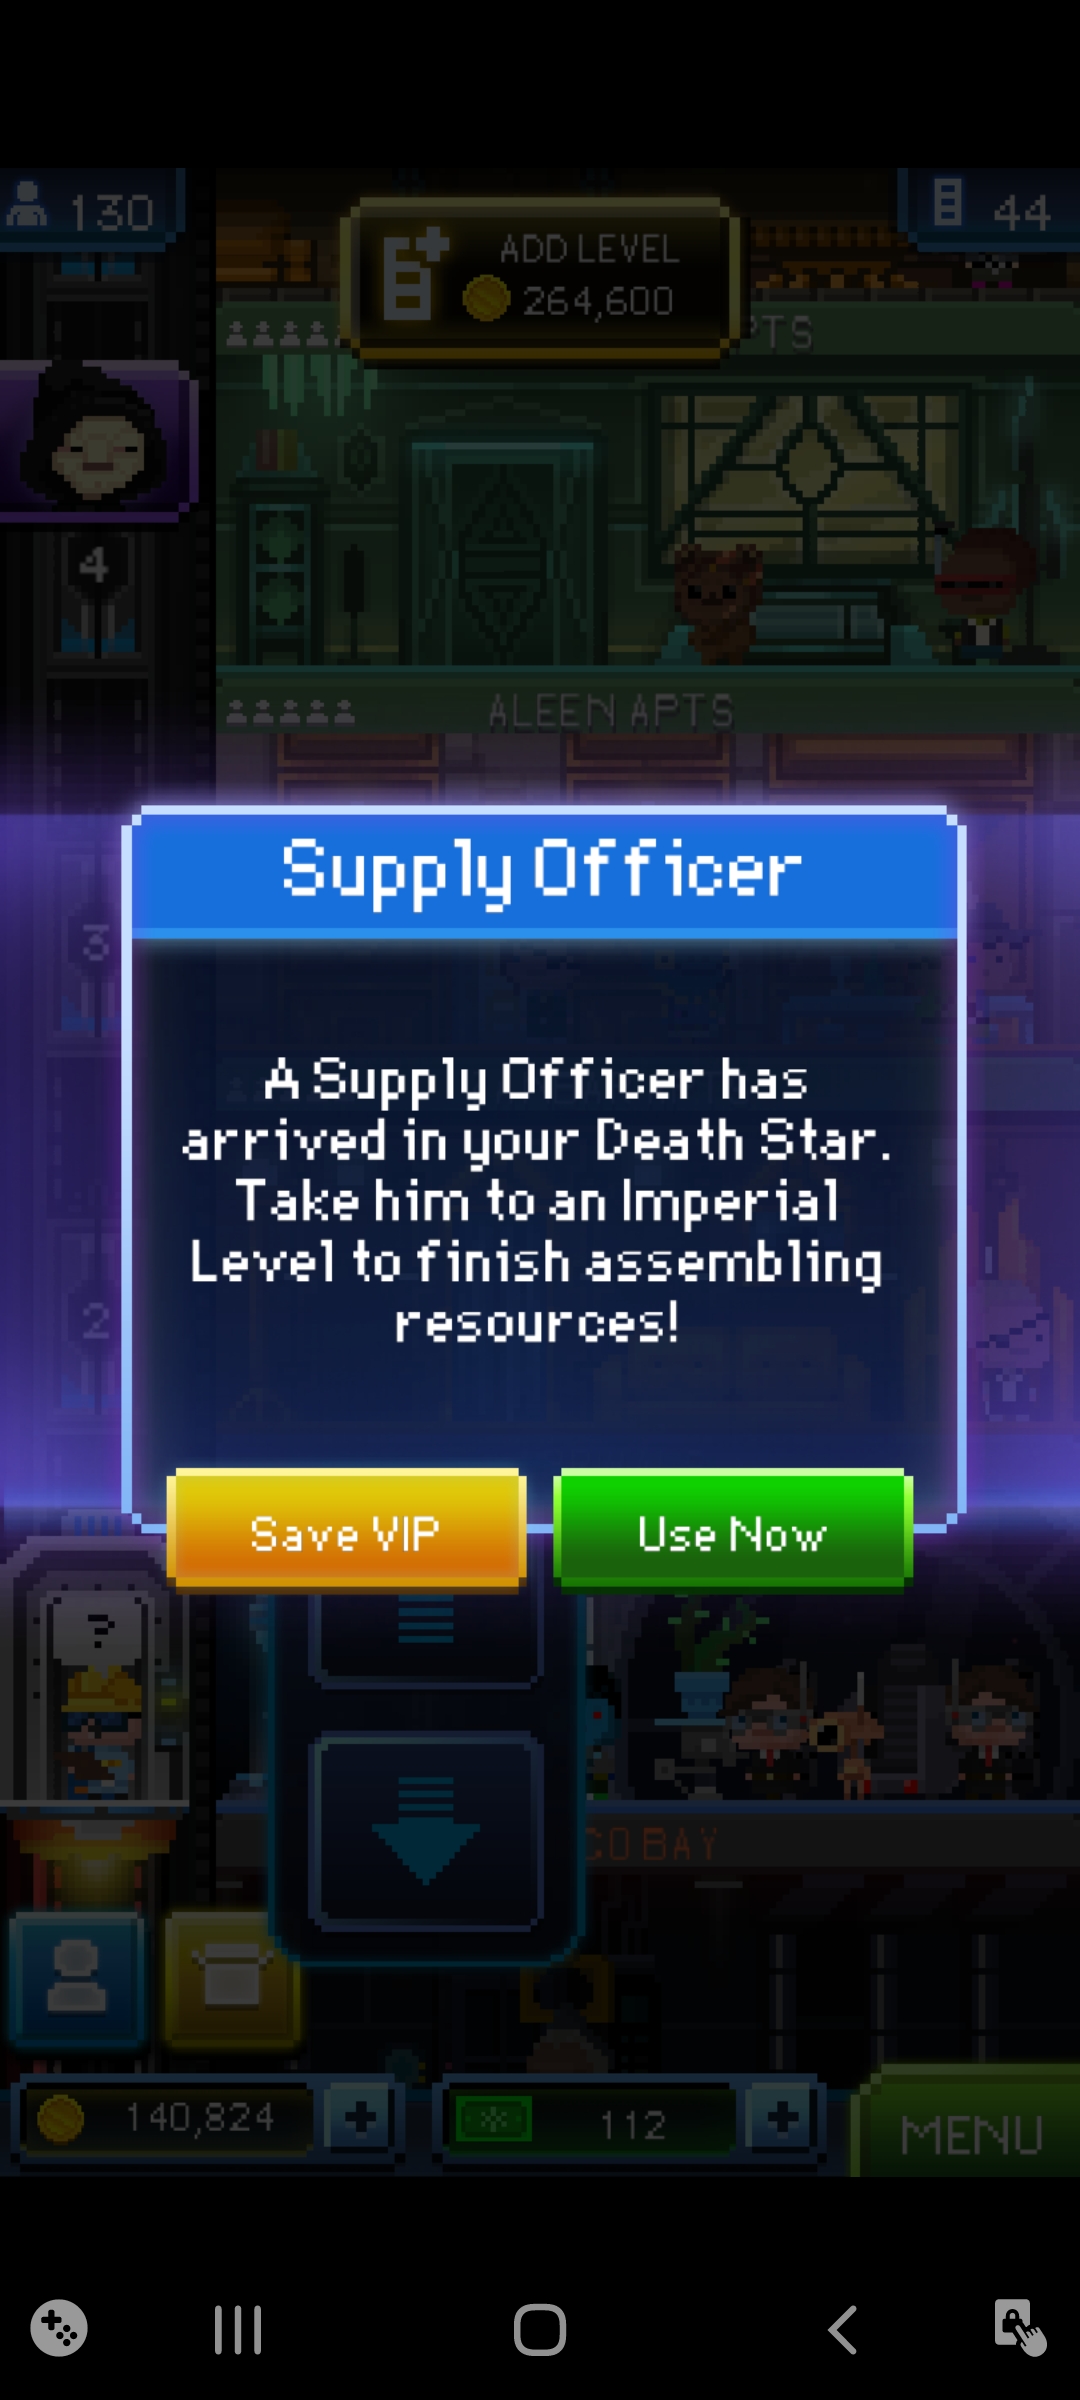 130
ADD LEVEL
264,600
44
PTS
4
ALEEN APTS
Supply Officer
3
A Supply Officer has
arrived in your Death Star.
Take him to an Imperial
Level to finish assembling
resources!
2
Save VIP
Use Now
?
CO BAY
140,824
112
MENU